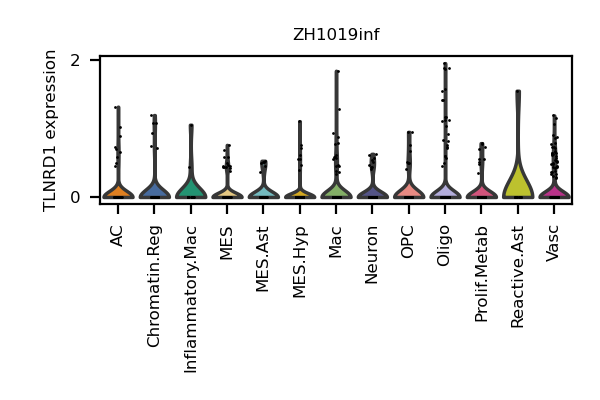 ZH1019inf
TLNRD1 expression
2
0
AC
Chromatin.Reg
Inflammatory.Mac
MES
MES.Ast
MES.Hyp
Mac
Neuron
OPC
Oligo
Prolif.Metab
Reactive.Ast
Vasc